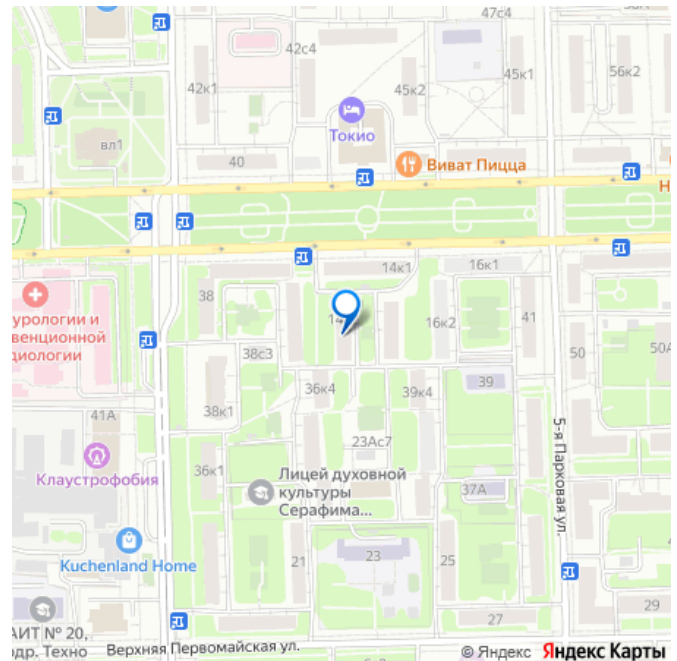 47с4
42с4
42к1
45к2
45к1
56к2
Токио
вл1
40
Виват Пицца
Н
14к1
16к1
38
16к2
41
урологии и
венционной
диологии
38с3
50
50А
36к4
39к4
39
38к1
41А
23Ас7
5-я Парковая ул.
Клаустрофобия
36к1
Лицей духовной
культуры
Серафима...
37А
Kuchenland Home
21
23
25
29
27
АИТ № 20,
одр. Техно
Верхняя Первомайская ул.
© Яндекс
Яндекс Карты